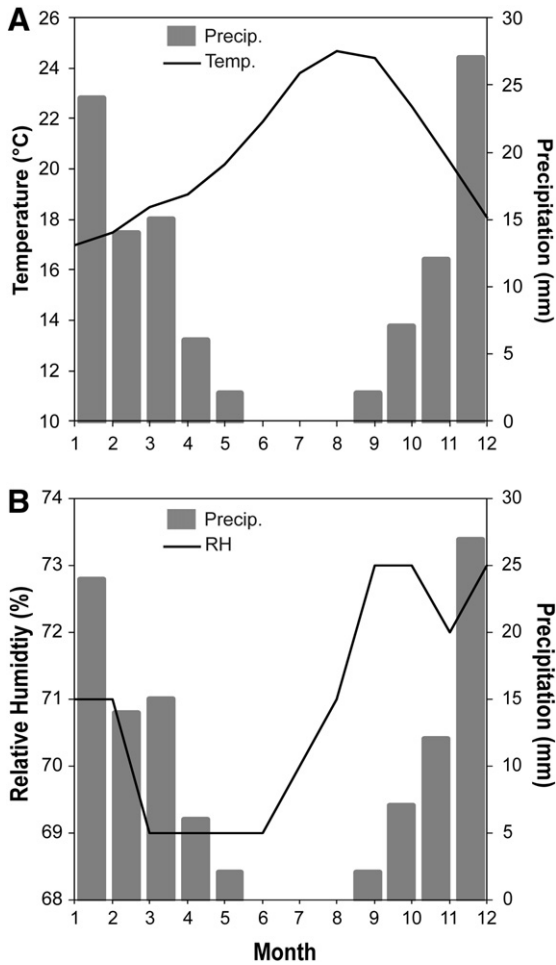 A
Temperature (°C)
26
24
22
20
18
16
14
12
10
Precip.
Temp.
30
25
20
15
10
5
0
Precipitation (mm)
1 2 3 4 5 6 7 8 9 10 11 12
B
Relative Humidtiy (%)
74
73
72
71
70
69
68
Precip.
RH
30
25
20
15
10
5
0
Precipitation (mm)
1 2 3 4 5 6 7 8 9 10 11 12
Month